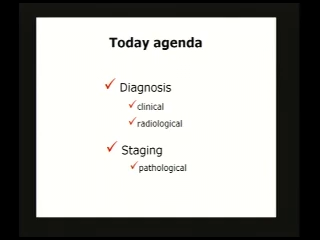 Today agenda
Diagnosis
clinical
radiological
Staging
pathological